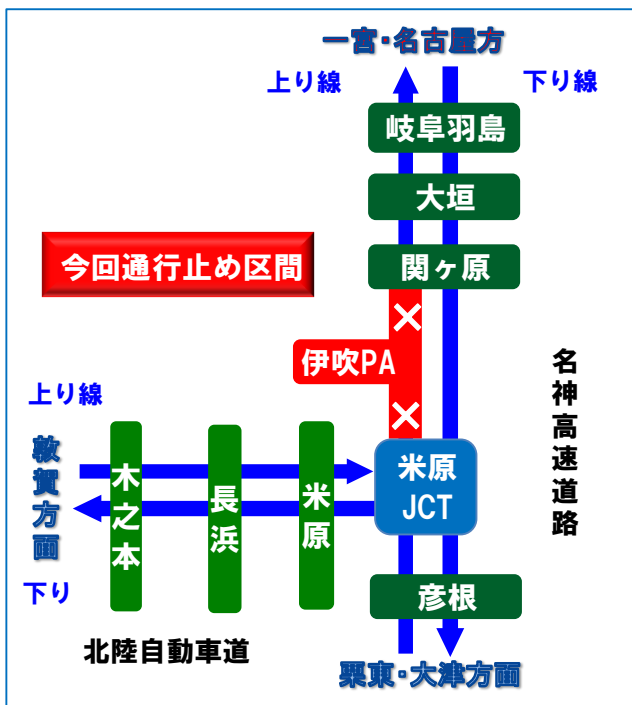 一宮・名古屋方
上り線
下り線
岐阜羽島
大垣
今回通行止め区間
関ヶ原
伊吹PA
名神高速道路
上り線
敦賀方面
木之本
長浜
米原
米原
JCT
下り
彦根
北陸自動車道
栗東・大津方面